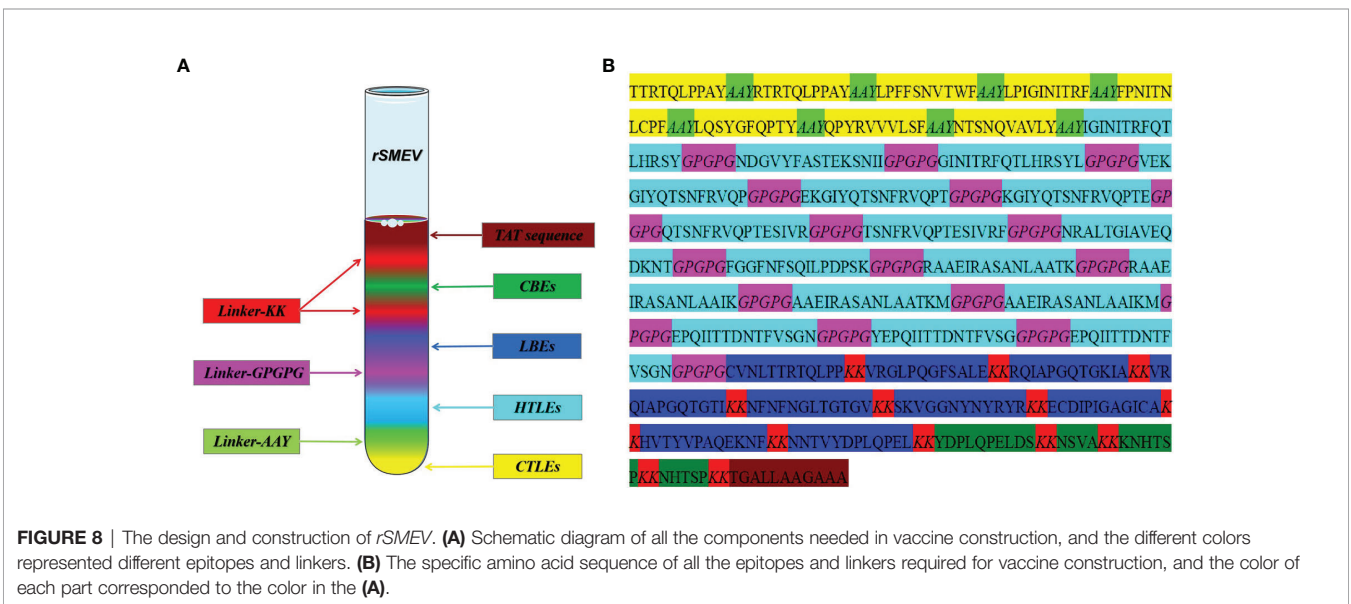 A
rSMEV
TAT sequence
CBEs
Linker-KK
LBEs
Linker-GPGPG
HTLEs
Linker-AAY
CTLEs
B
TTRTQLPPAYAAYRTRTQLPPAYAAYLPFFSNVTWFAAYLPIGINITRFAAYFPNITN
LCPFAAYLQSYGFQPTYAAYQPYRVVVLSFAAYNTSNQVAVLYAAYIGINITRFQT
LHRSYGPGPGNDGVYFASTEKSNIIGPGPGGINITRFQTLHRSYLGPGPGVEK
GIYQTSNFRVQPGPGPGEKGIYQTSNFRVQPTGPGPGKGIYQTSNFRVQPTEGP
GPGQTSNFRVQPTESIVRGPGPGTSNFRVQPTESIVRFGPGPGNRALTGIAVEQ
DKNTGPGPGFGGFNFSQILPDPSKGPGPGRAAEIRASANLAATKGPGPGRAAE
IRASANLAAIKGPGPGAAEIRASANLAATKMGPGPGAAEIRASANLAAIKMG
PGPGEPQIITTDNTFVSGNGPGPGYEPQIITTDNTFVSGGPGPGEPQIITTDNTF
VSGNGPGPGCVNLTTRTQLPPKKVRGLPQGFSALEKKRQIAPGQTGKIAKKVR
QIAPGQTGTIKKNFNFNGLTGTGVKKSKVGGNYNYRYRKKECDIPIGAGICAK
KHVTYVPAQEKNFKKNNTVYDPLQPELKKYDPLQPELDSKKNSVAKKKNHTS
PKKNHTSPKKTGALLAAGAAA
FIGURE 8 | The design and construction of rSMEV. (A) Schematic diagram of all the components needed in vaccine construction, and the different colors
represented different epitopes and linkers. (B) The specific amino acid sequence of all the epitopes and linkers required for vaccine construction, and the color of
each part corresponded to the color in the (A).